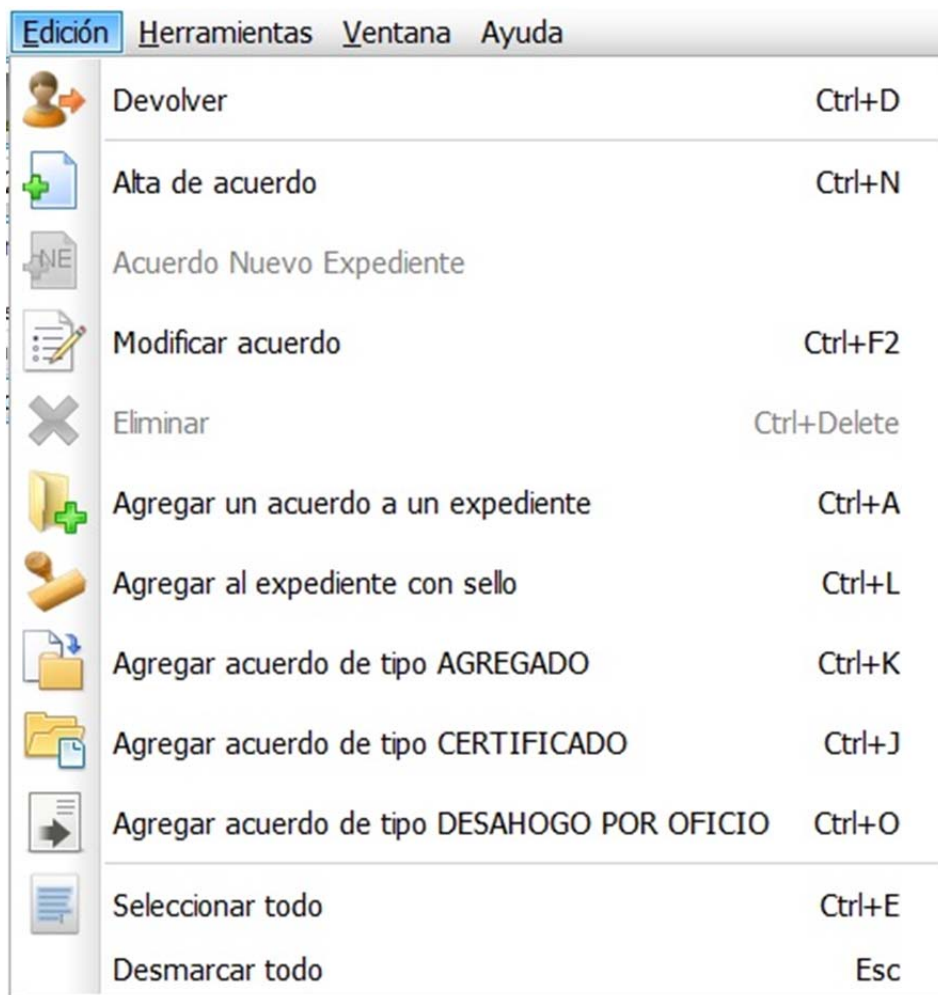 Edición Herramientas Ventana Ayuda
Devolver Ctrl+D
Alta de acuerdo Ctrl+N
NE Acuerdo Nuevo Expediente
Modificar acuerdo Ctrl+F2
Eliminar Ctrl+Delete
Agregar un acuerdo a un expediente Ctrl+A
Agregar al expediente con sello Ctrl+L
Agregar acuerdo de tipo AGREGADO Ctrl+K
Agregar acuerdo de tipo CERTIFICADO Ctrl+J
Agregar acuerdo de tipo DESAHOGO POR OFICIO Ctrl+O
Seleccionar todo Ctrl+E
Desmarcar todo Esc